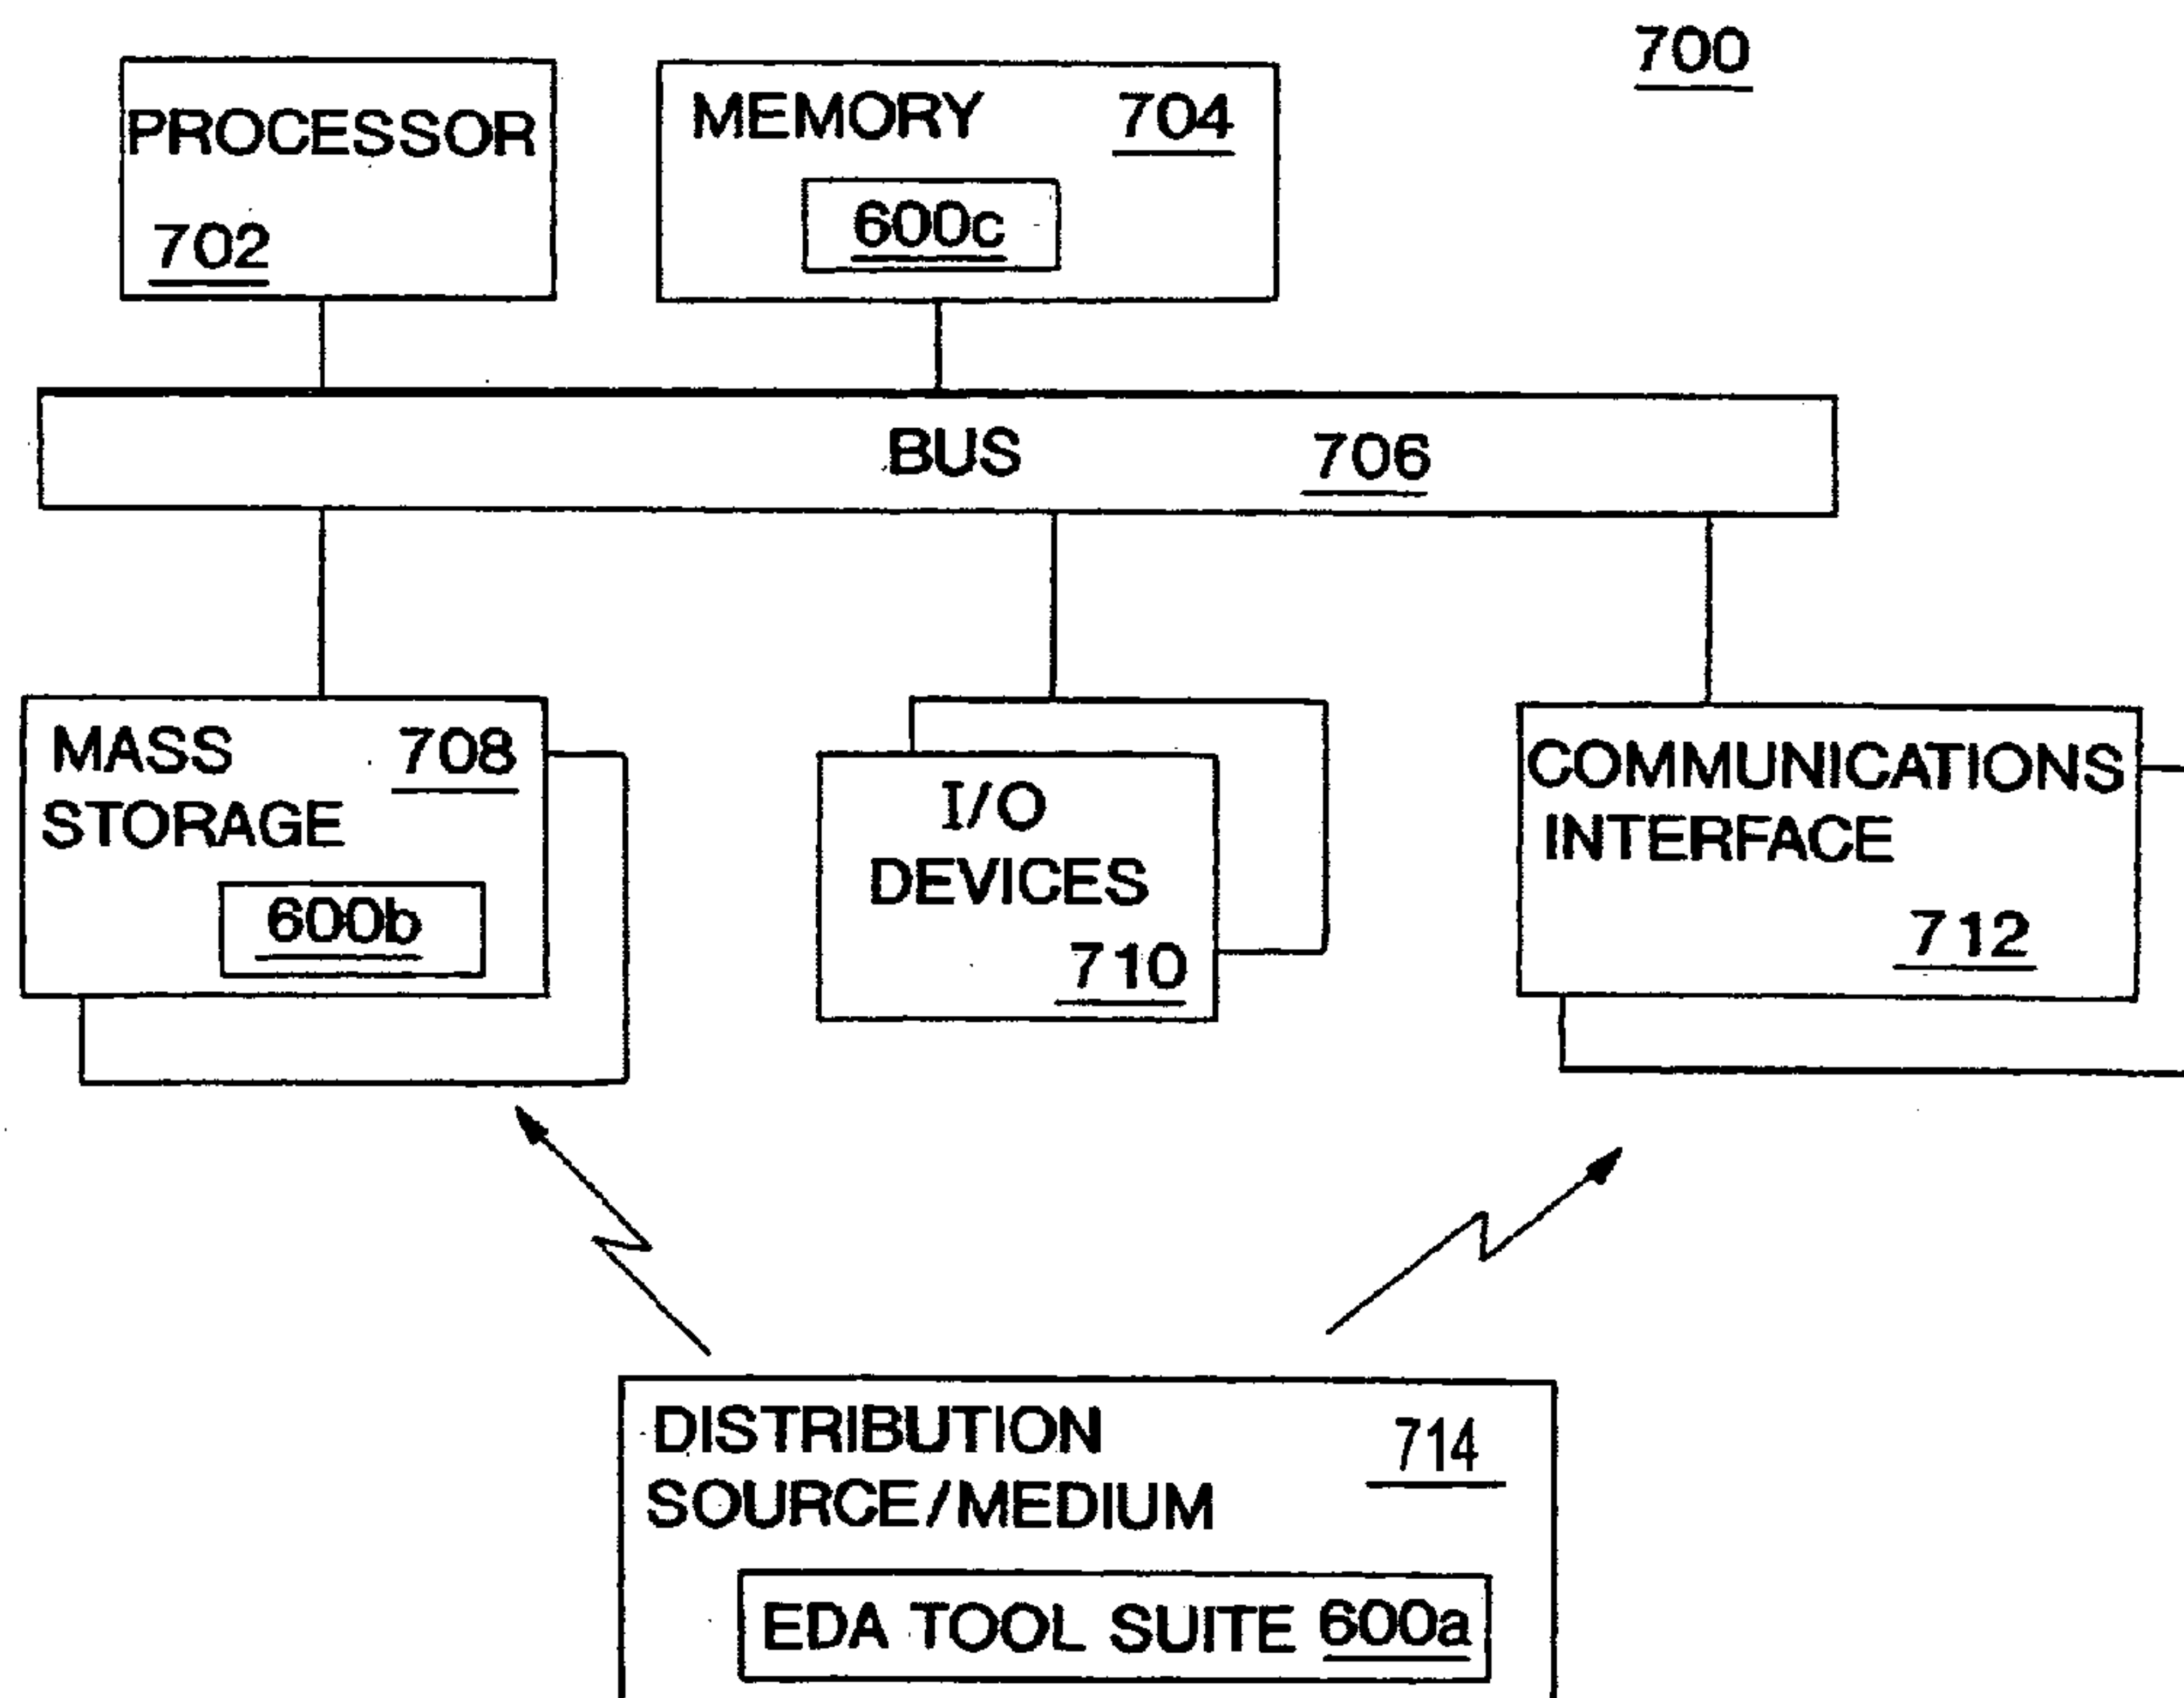 700
PROCESSOR
702
MEMORY 704
600c
BUS 706
MASS 708
STORAGE
600b
I/O
DEVICES
710
COMMUNICATIONS
INTERFACE
712
DISTRIBUTION 714
SOURCE/MEDIUM
EDA TOOL SUITE 600a